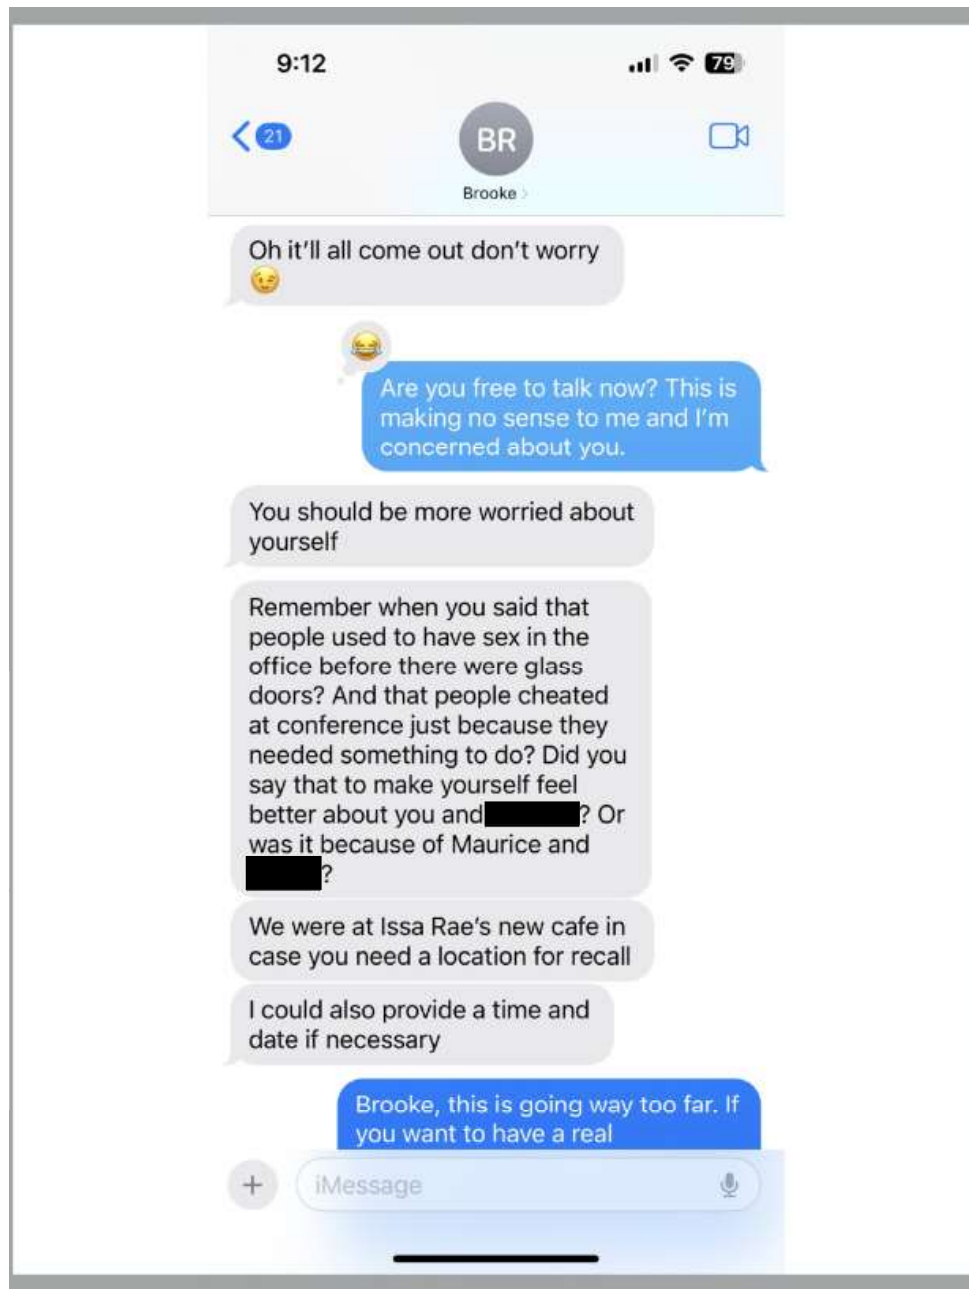 9:12
79
21
BR
Brooke
Oh it'll all come out don't worry
😉
😂
Are you free to talk now? This is
making no sense to me and I'm
concerned about you.
You should be more worried about
yourself
Remember when you said that
people used to have sex in the
office before there were glass
doors? And that people cheated
at conference just because they
needed something to do? Did you
say that to make yourself feel
better about you and ? Or
was it because of Maurice and
?
We were at Issa Rae's new cafe in
case you need a location for recall
I could also provide a time and
date if necessary
Brooke, this is going way too far. If
you want to have a real
iMessage